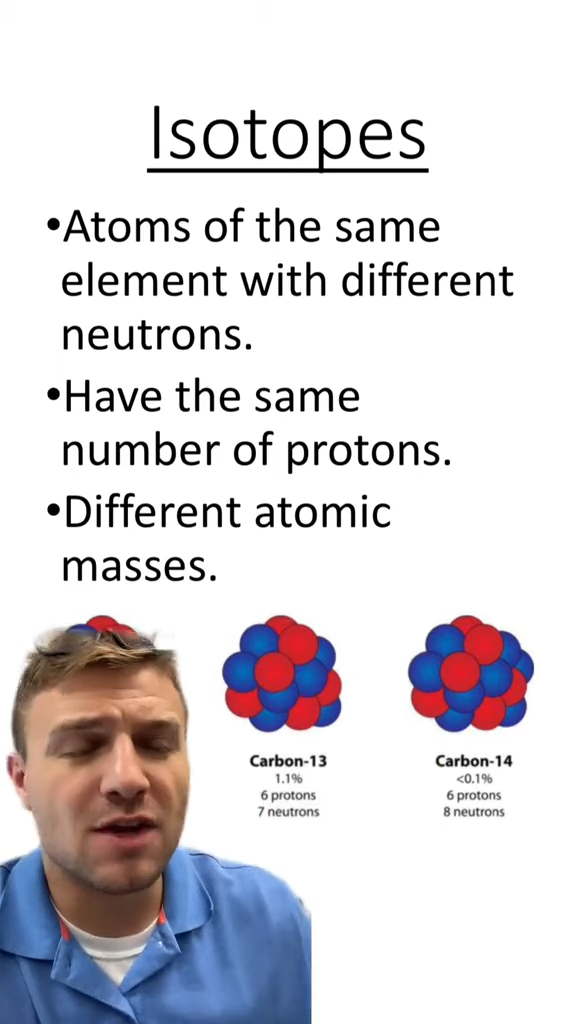 Isotopes
•Atoms of the same
element with different
neutrons.
•Have the same
number of protons.
•Different atomic
masses.
Carbon-13
1.1%
6 protons
7 neutrons
Carbon-14
<0.1%
6 protons
8 neutrons